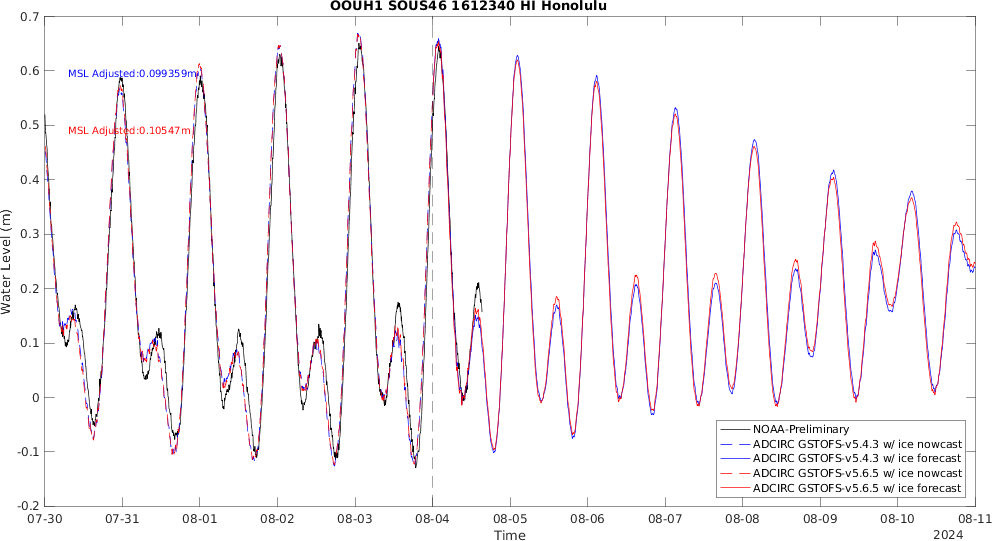 OOUH1 SOUS46 1612340 HI Honolulu
0.7
0.6
0.5
0.4
0.3
0.2
0.1
0
-0.1
-0.2
Water Level (m)
MSL Adjusted:0.099359m
MSL Adjusted:0.10547m
NOAA-Preliminary
ADCIRC GSTOFS-v5.4.3 w/ ice nowcast
ADCIRC GSTOFS-v5.4.3 w/ ice forecast
ADCIRC GSTOFS-v5.6.5 w/ ice nowcast
ADCIRC GSTOFS-v5.6.5 w/ ice forecast
07-30 07-31 08-01 08-02 08-03 08-04 08-05 08-06 08-07 08-08 08-09 08-10 08-11
Time
2024